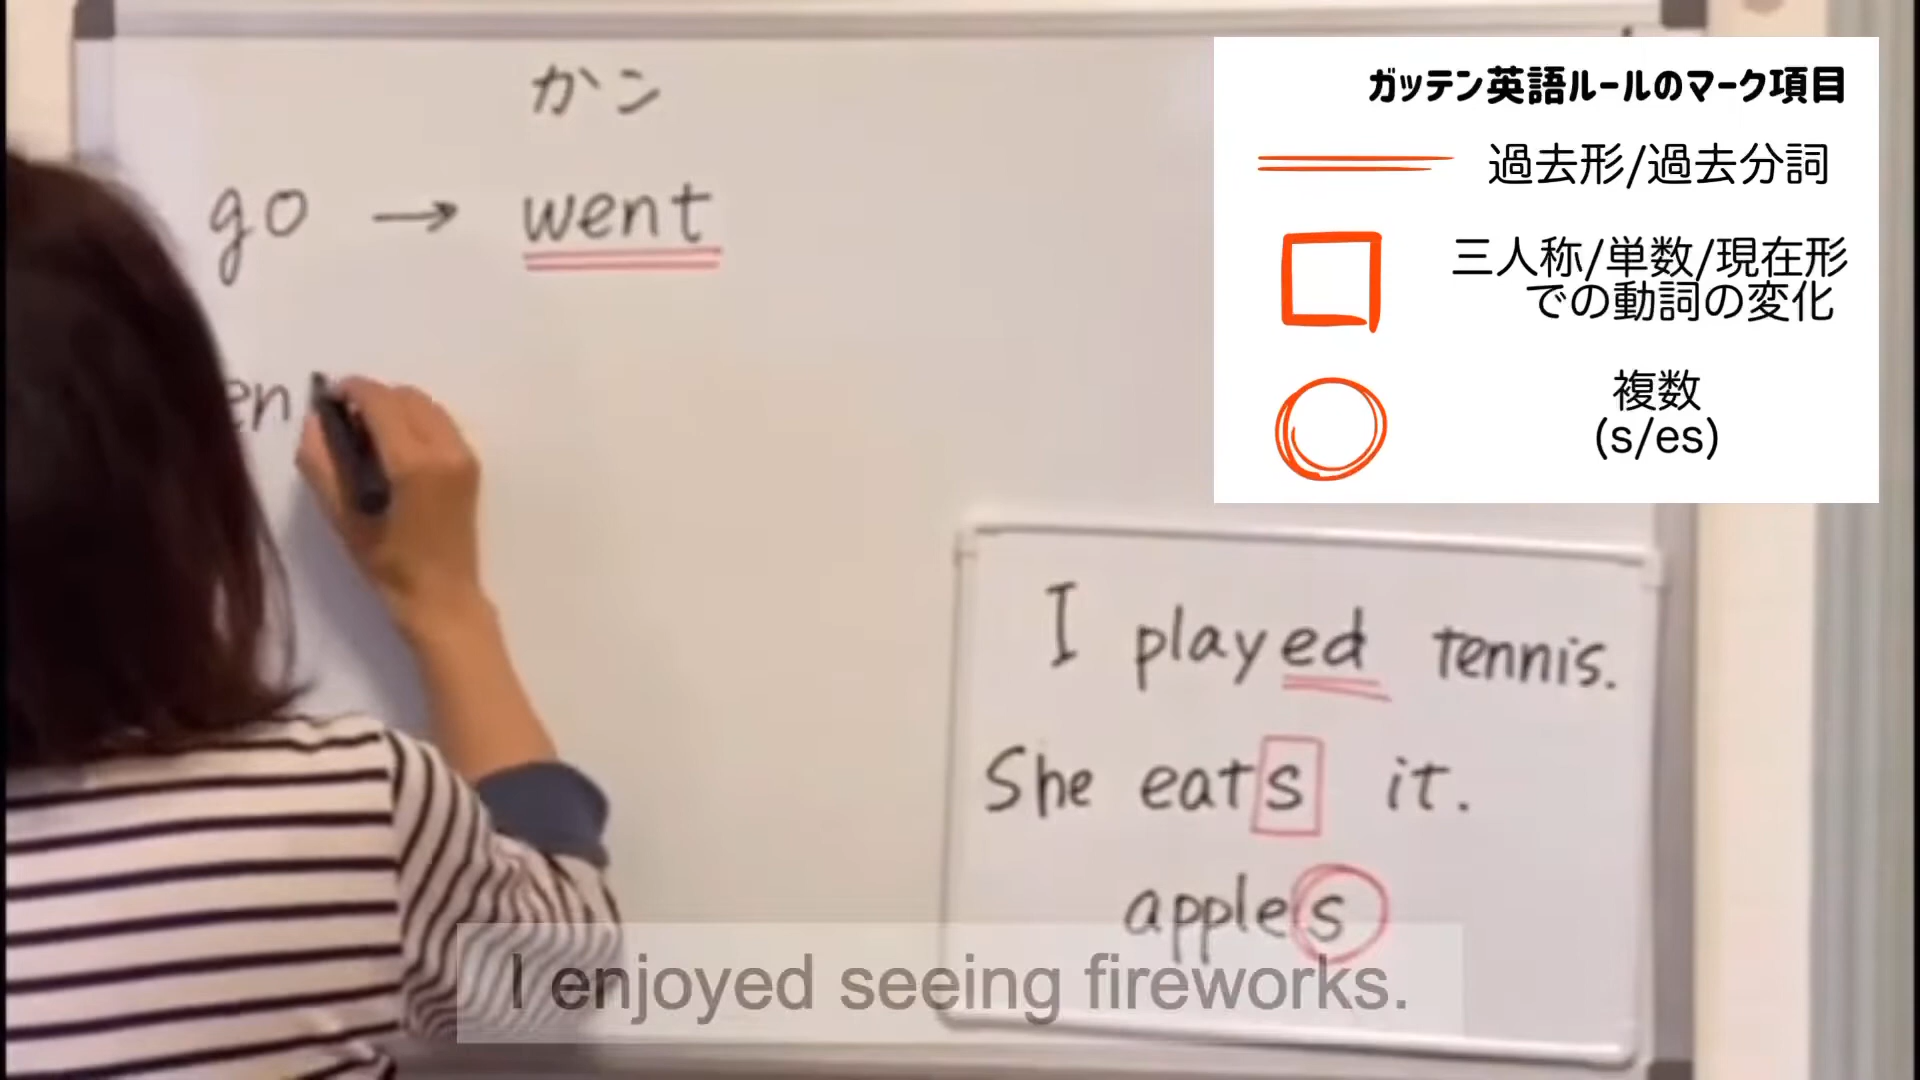 かン
go → went
en
ガッテン英語ルールのマーク項目
過去形/過去分詞
三人称/単数/現在形
での動詞の変化
複数
(s/es)
I played tennis.
She eats it.
apples
I enjoyed seeing fireworks.